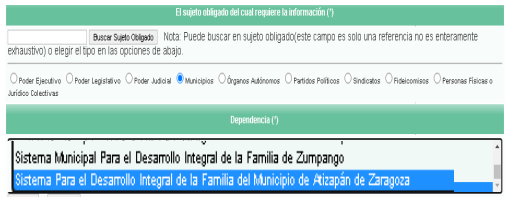 El sujeto obligado del cual requiere la información (*)
Buscar Sujeto Obligado Nota: Puede buscar en sujeto obligado(este campo es solo una referencia no es enteramente
exhaustivo) o elegir el tipo en las opciones de abajo.
Poder Ejecutivo Poder Legislativo Poder Judicial Municipios Órganos Autónomos Partidos Políticos Sindicatos Fideicomisos Personas Físicas o
Jurídico Colectivas
Dependencia (*)
Sistema Municipal Para el Desarrollo Integral de la Familia de Zumpango
Sistema Para el Desarrollo Integral de la Familia del Municipio de Atizapán de Zaragoza